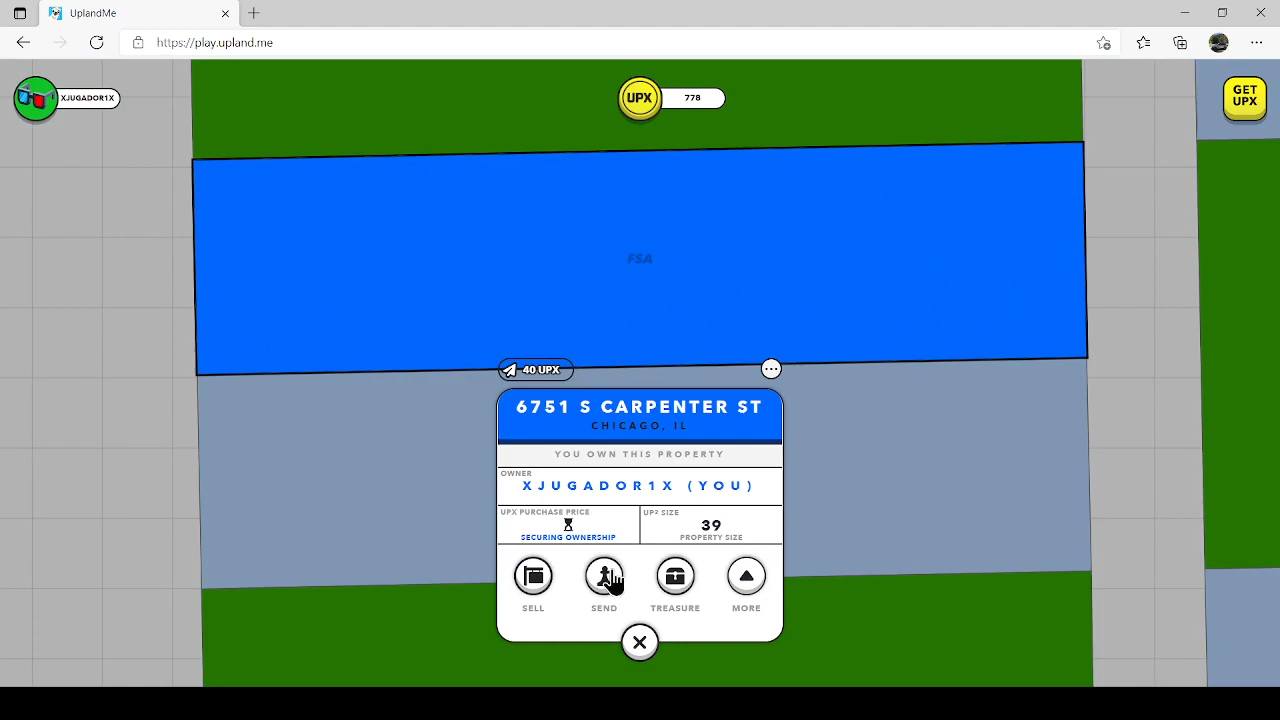 UplandMe
https://play.upland.me
XJUGADOR1X
UPX
778
GET
UPX
FSA
40 UPX
6751 S CARPENTER ST
CHICAGO, IL
YOU OWN THIS PROPERTY
OWNER
XJUGADOR1X (YOU)
UPX PURCHASE PRICE
SECURING OWNERSHIP
UP² SIZE
39
PROPERTY SIZE
SELL
SEND
TREASURE
MORE